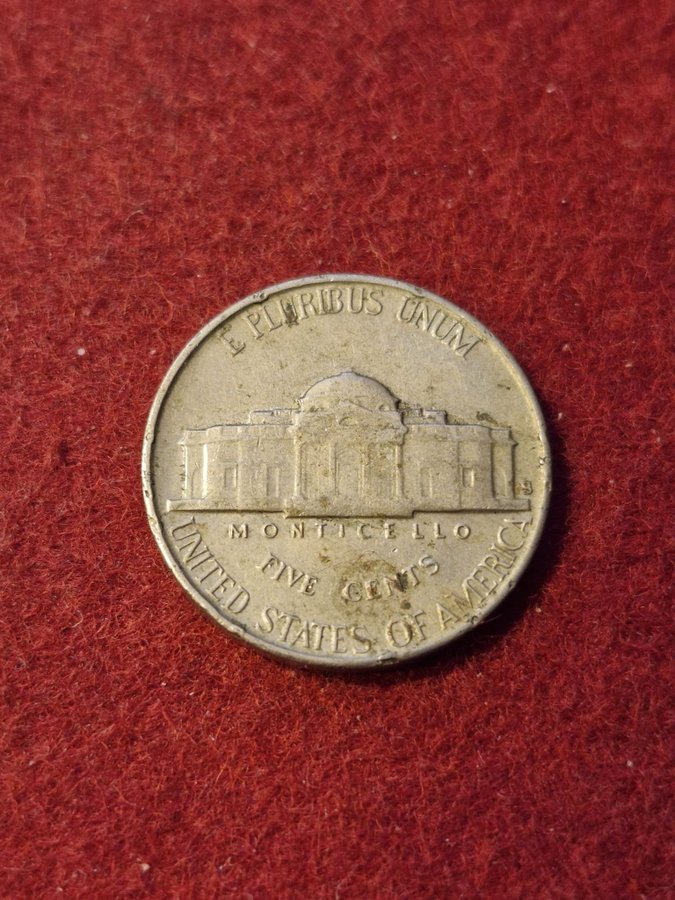 E PLURIBUS UNUM
S
MONTICELLO
FIVE CENTS
UNITED STATES OF AMERICA